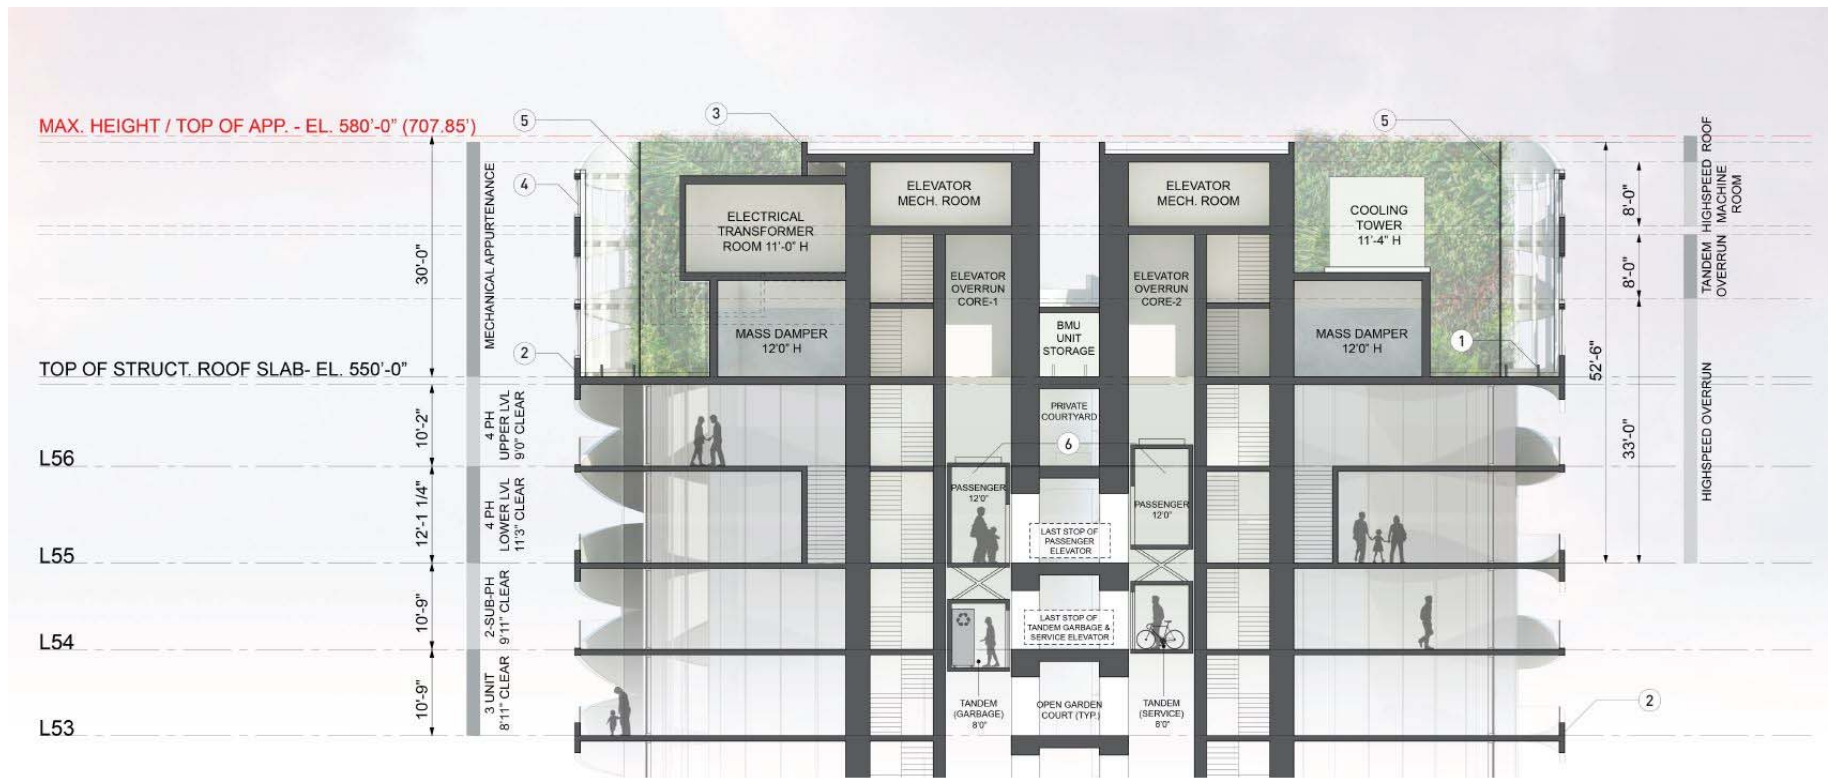 MAX. HEIGHT / TOP OF APP. - EL. 580'-0" (707.85')
TOP OF STRUCT. ROOF SLAB- EL. 550'-0"
L56
L55
L54
L53
30'-0"
10'-2"
12'-1 1/4"
10'-9"
10'-9"
MECHANICAL APPURTENANCE
4 PH
UPPER LVL
9'0" CLEAR
4 PH
LOWER LVL
11'3" CLEAR
2-SUB-PH
9'11" CLEAR
3 UNIT
8'11" CLEAR
5
4
2
3
ELECTRICAL
TRANSFORMER
ROOM 11'-0" H
MASS DAMPER
12'0" H
ELEVATOR
MECH. ROOM
ELEVATOR
OVERRUN
CORE-1
BMU
UNIT
STORAGE
PRIVATE
COURTYARD
6
PASSENGER
12'0"
LAST STOP OF
PASSENGER
ELEVATOR
LAST STOP OF
TANDEM GARBAGE &
SERVICE ELEVATOR
TANDEM
(GARBAGE)
8'0"
OPEN GARDEN
COURT (TYP.)
TANDEM
(SERVICE)
8'0"
ELEVATOR
MECH. ROOM
ELEVATOR
OVERRUN
CORE-2
PASSENGER
12'0"
5
COOLING
TOWER
11'-4" H
MASS DAMPER
12'0" H
1
2
52'-6"
8'-0"
8'-0"
33'-0"
HIGHSPEED ROOF
MACHINE
ROOM
TANDEM
OVERRUN
HIGHSPEED OVERRUN